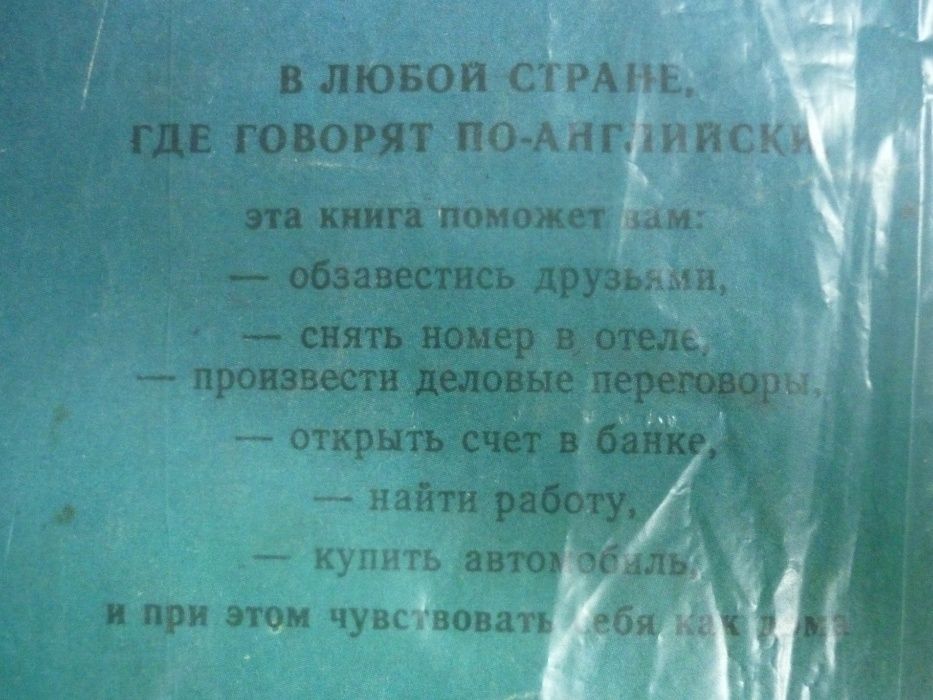 В ЛЮБОЙ СТРАНЕ,
ГДЕ ГОВОРЯТ ПО-АНГЛИЙСКИ,
эта книга поможет вам:
— обзавестись друзьями,
— снять номер в отеле,
— произвести деловые переговоры,
— открыть счет в банке,
— найти работу,
— купить автомобиль,
и при этом чувствовать себя как дома